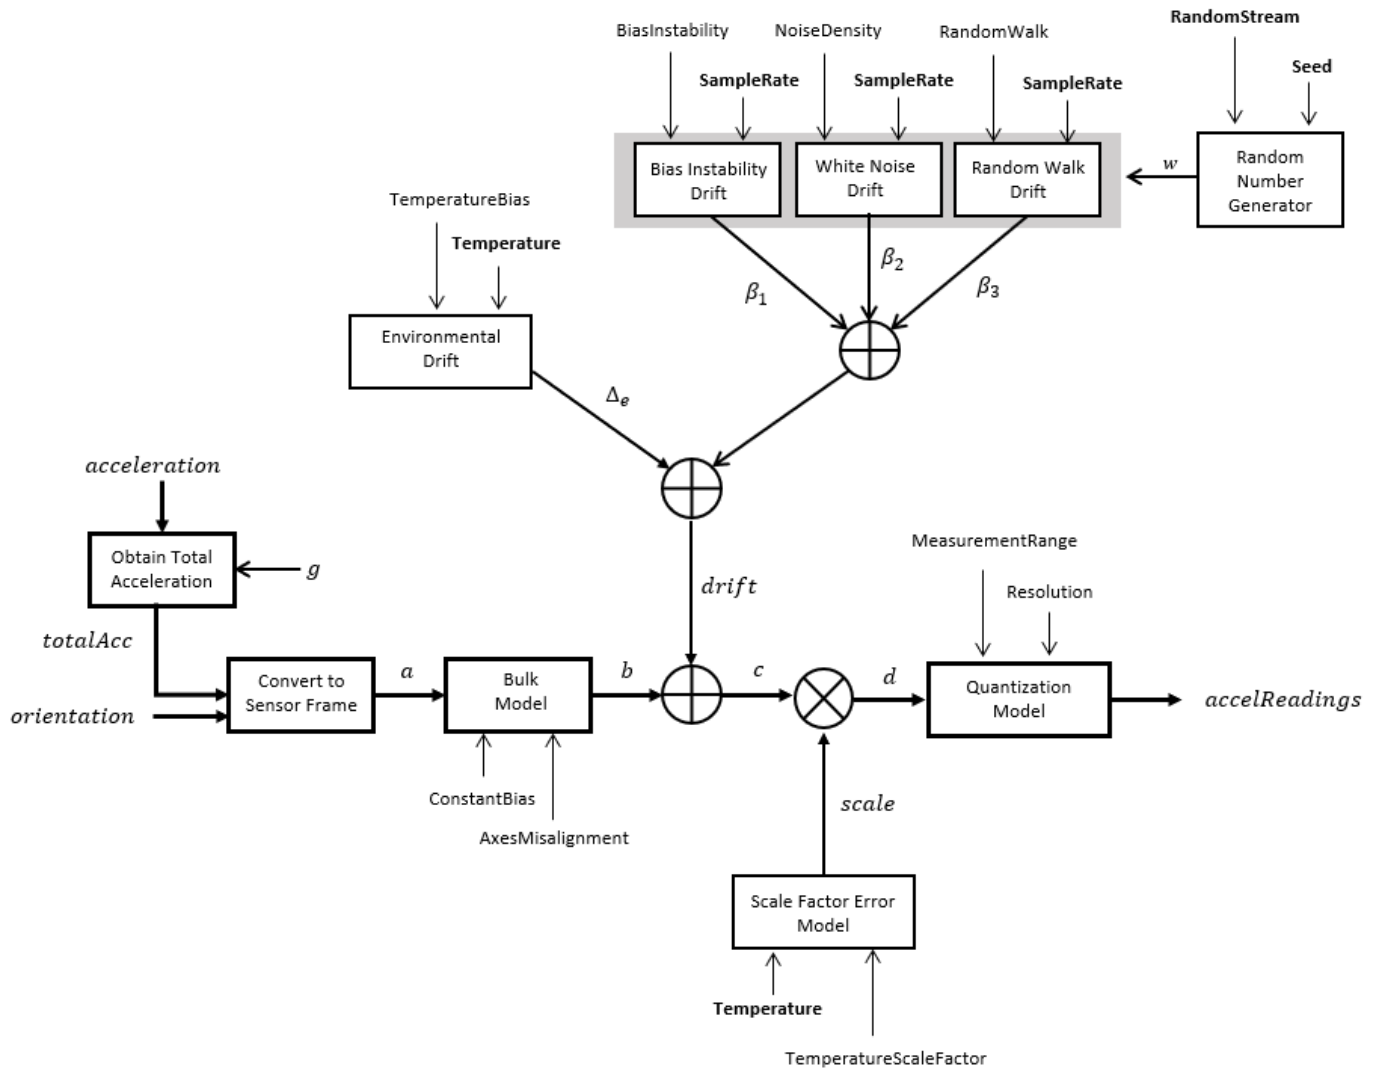 RandomStream
BiasInstability
NoiseDensity
RandomWalk
Seed
SampleRate
SampleRate
SampleRate
Bias Instability
Drift
White Noise
Drift
Random Walk
Drift
w
Random
Number
Generator
TemperatureBias
Temperature
β₁
β₂
β₃
Environmental
Drift
Δₑ
acceleration
Obtain Total
Acceleration
g
drift
MeasurementRange
Resolution
totalAcc
orientation
Convert to
Sensor Frame
a
Bulk
Model
b
c
d
Quantization
Model
accelReadings
ConstantBias
AxesMisalignment
scale
Scale Factor Error
Model
Temperature
TemperatureScaleFactor